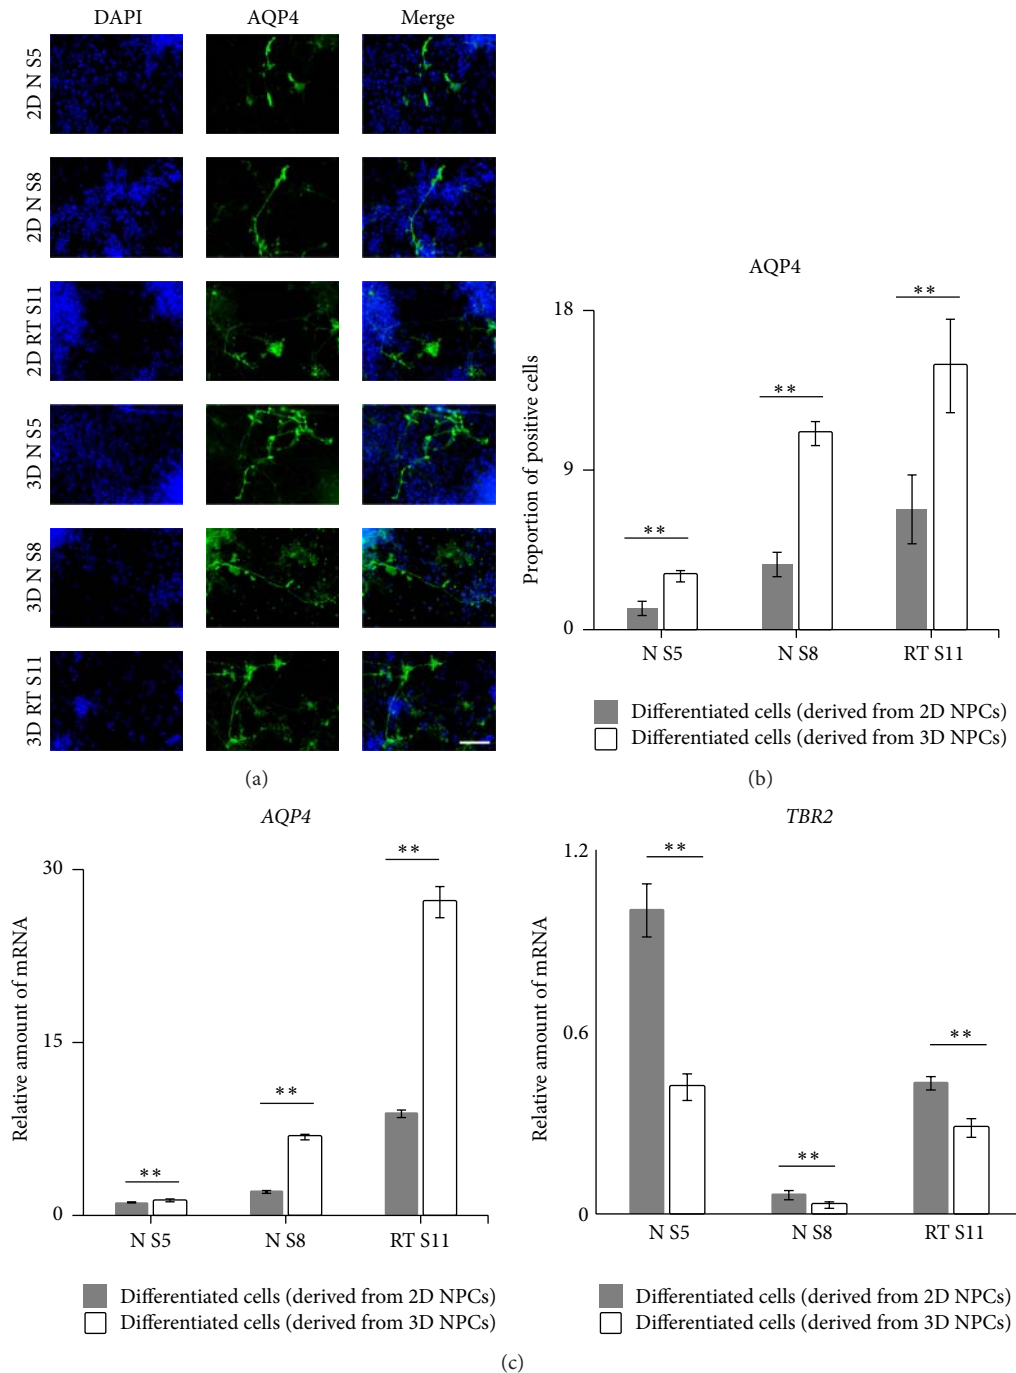 DAPI AQP4 Merge
2D N S5
2D N S8
2D RT S11
3D N S5
3D N S8
3D RT S11
(a)
AQP4
18
9
0
Proportion of positive cells
** ** **
N S5 N S8 RT S11
Differentiated cells (derived from 2D NPCs)
Differentiated cells (derived from 3D NPCs)
(b)
AQP4
30
15
0
Relative amount of mRNA
** ** **
N S5 N S8 RT S11
Differentiated cells (derived from 2D NPCs)
Differentiated cells (derived from 3D NPCs)
TBR2
1.2
0.6
0
Relative amount of mRNA
** ** **
N S5 N S8 RT S11
Differentiated cells (derived from 2D NPCs)
Differentiated cells (derived from 3D NPCs)
(c)